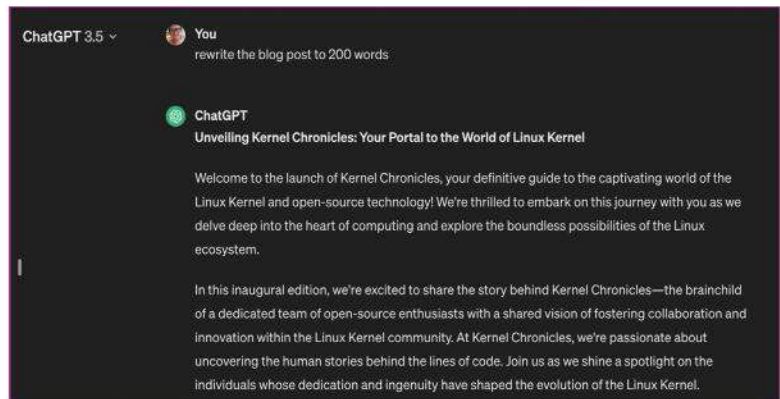 ChatGPT 3.5
You
rewrite the blog post to 200 words
ChatGPT
Unveiling Kernel Chronicles: Your Portal to the World of Linux Kernel
Welcome to the launch of Kernel Chronicles, your definitive guide to the captivating world of the
Linux Kernel and open-source technology! We're thrilled to embark on this journey with you as we
delve deep into the heart of computing and explore the boundless possibilities of the Linux
ecosystem.
In this inaugural edition, we're excited to share the story behind Kernel Chronicles—the brainchild
of a dedicated team of open-source enthusiasts with a shared vision of fostering collaboration and
innovation within the Linux Kernel community. At Kernel Chronicles, we're passionate about
uncovering the human stories behind the lines of code. Join us as we shine a spotlight on the
individuals whose dedication and ingenuity have shaped the evolution of the Linux Kernel.